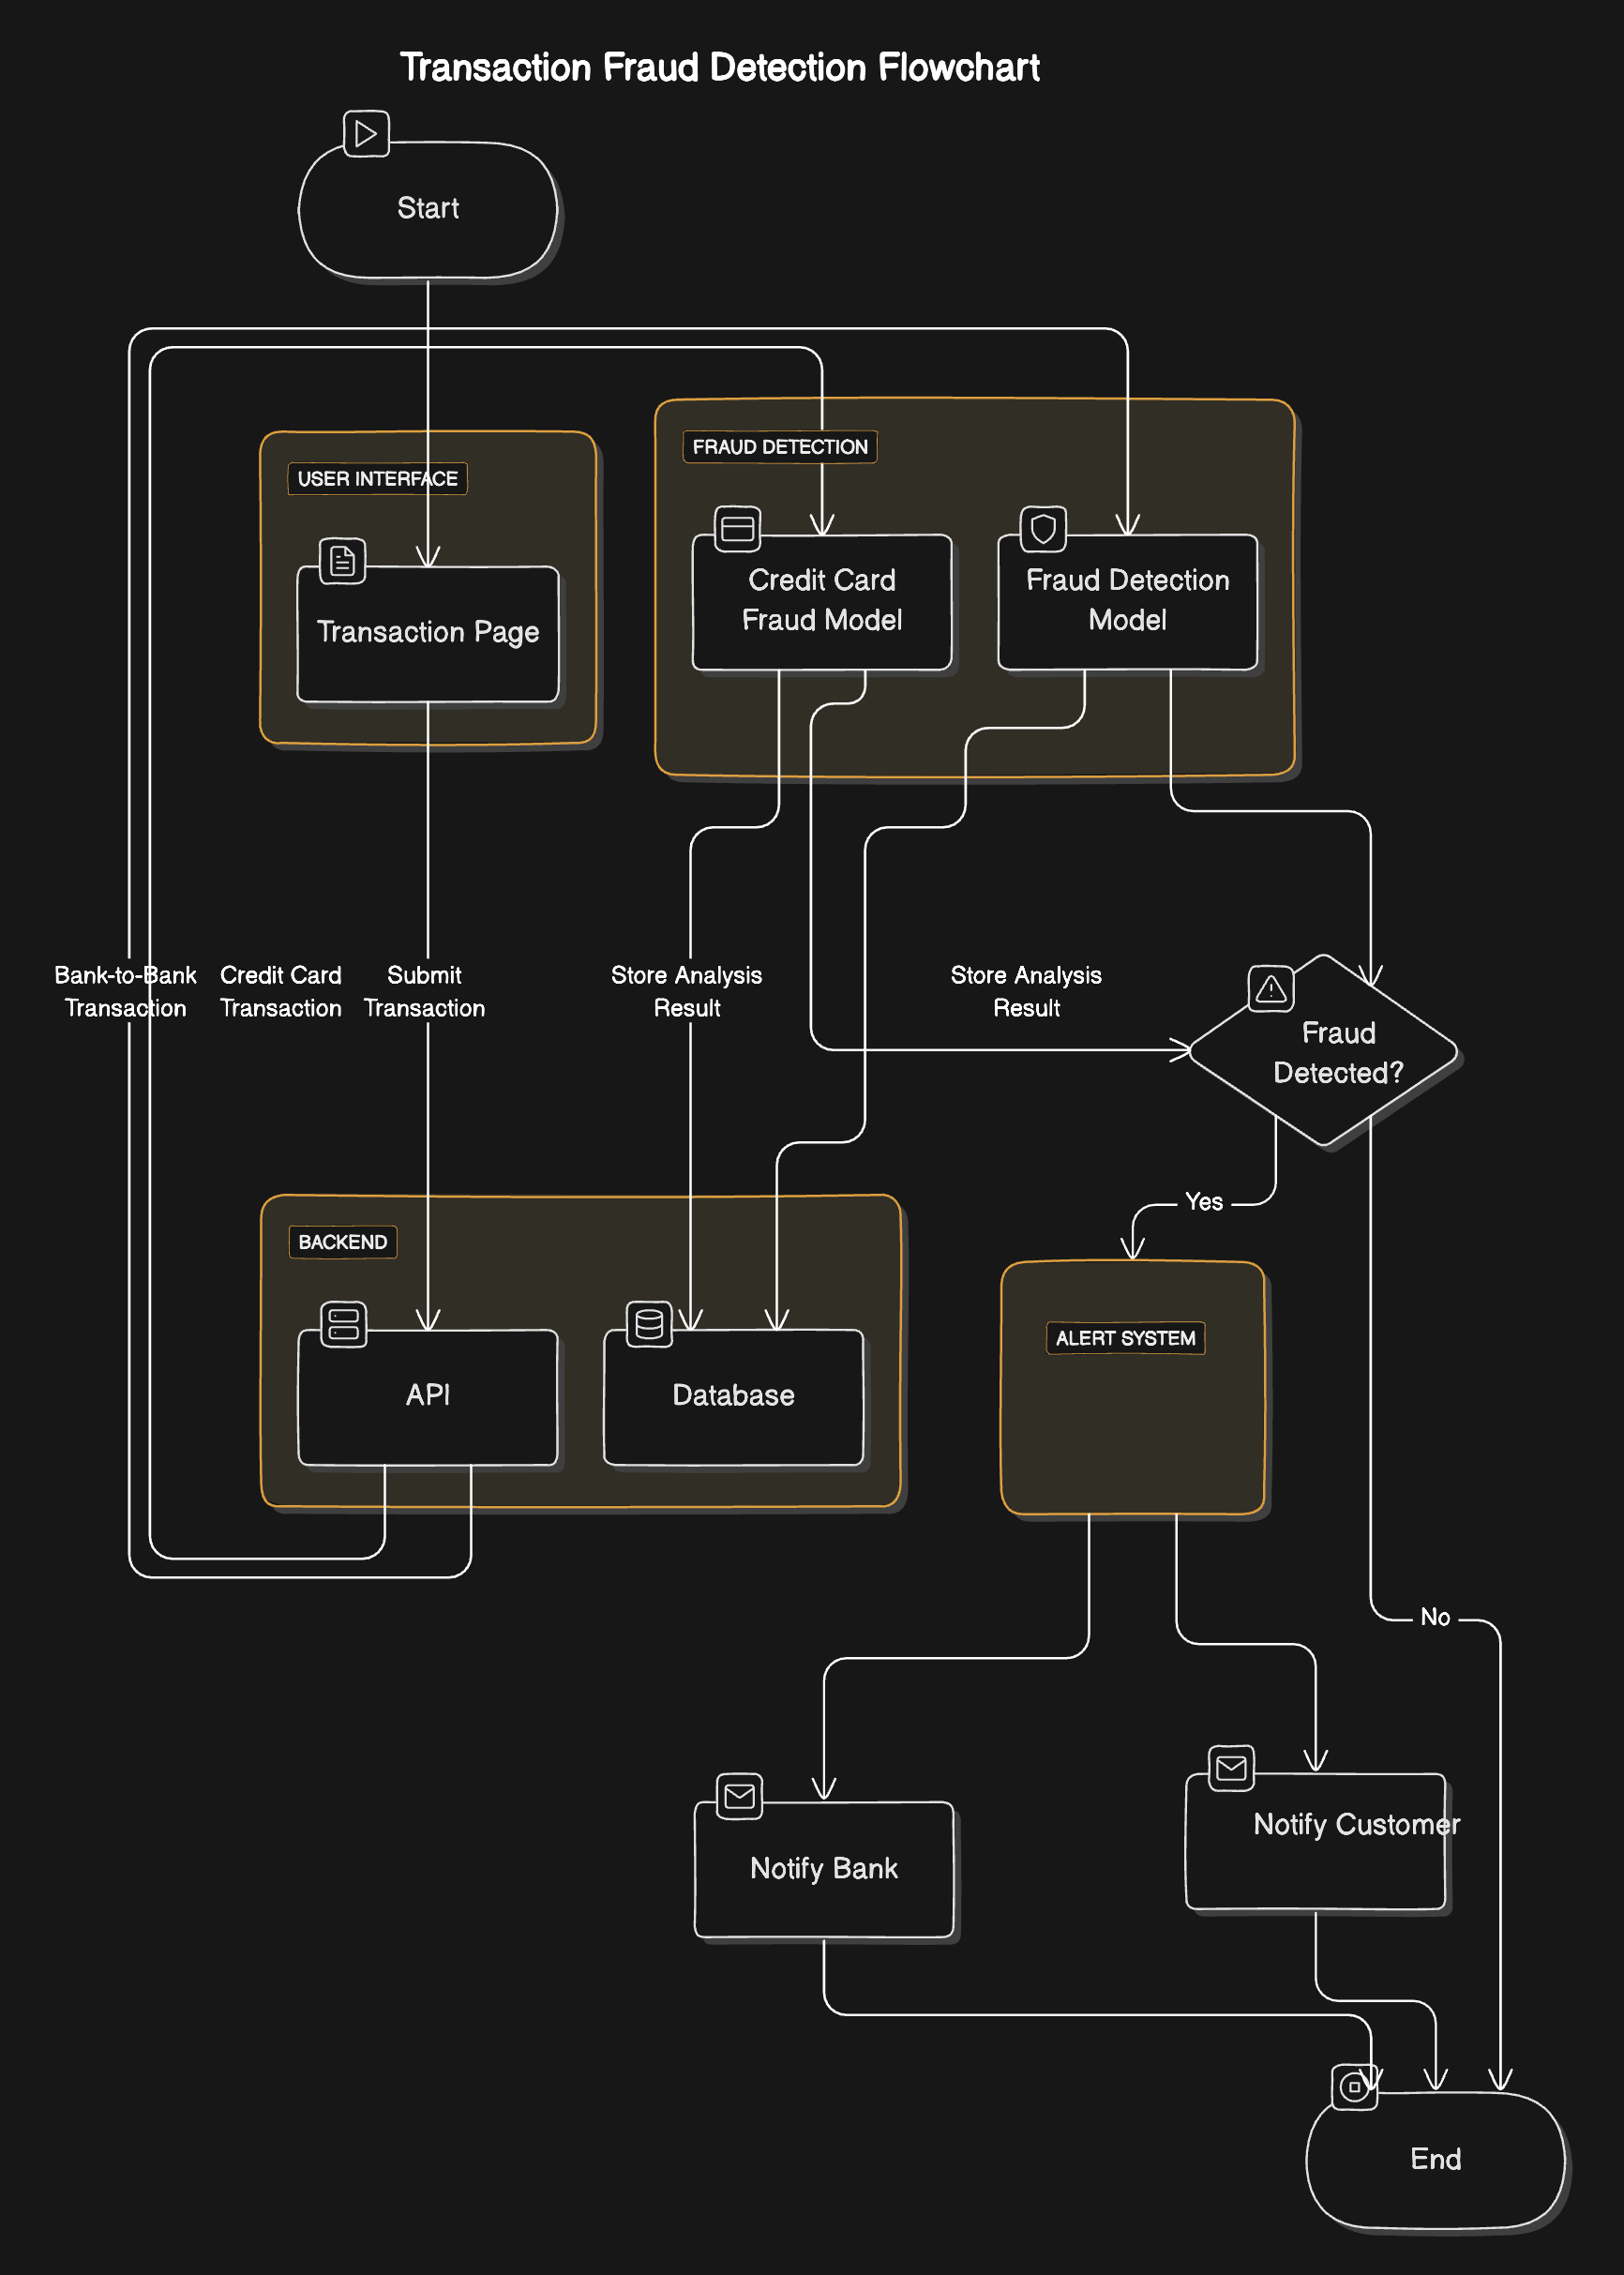 Transaction Fraud Detection Flowchart
Start
USER INTERFACE
FRAUD DETECTION
Transaction Page
Credit Card
Fraud Model
Fraud Detection
Model
Bank-to-Bank
Transaction
Credit Card
Transaction
Submit
Transaction
Store Analysis
Result
Store Analysis
Result
Fraud
Detected?
Yes
BACKEND
API
Database
ALERT SYSTEM
No
Notify Bank
Notify Customer
End